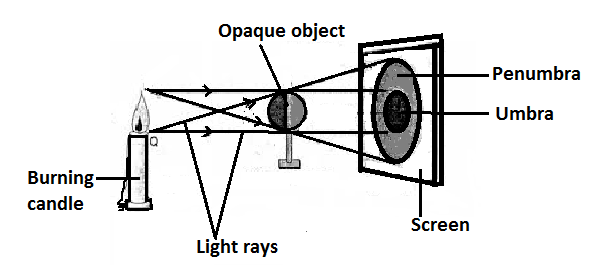 Opaque object
Penumbra
Umbra
Q
Burning
candle
Screen
Light rays